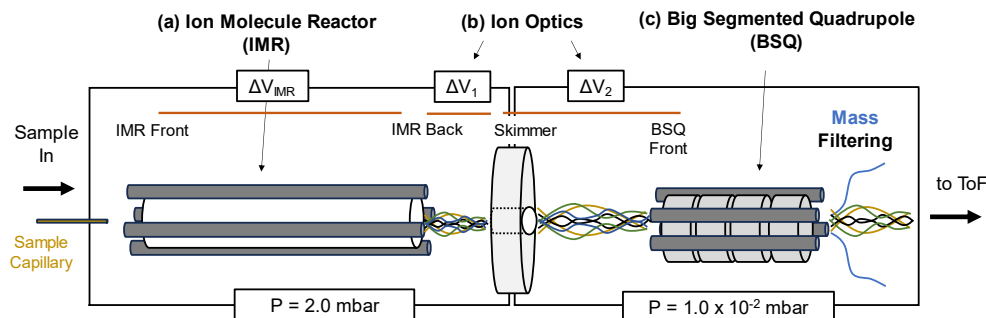 (a) Ion Molecule Reactor
(IMR)
(b) Ion Optics
(c) Big Segmented Quadrupole
(BSQ)
ΔV_IMR
ΔV₁
ΔV₂
IMR Front
IMR Back
Skimmer
BSQ
Front
Sample
In
Mass
Filtering
to ToF
Sample
Capillary
P = 2.0 mbar
P = 1.0 x 10⁻² mbar